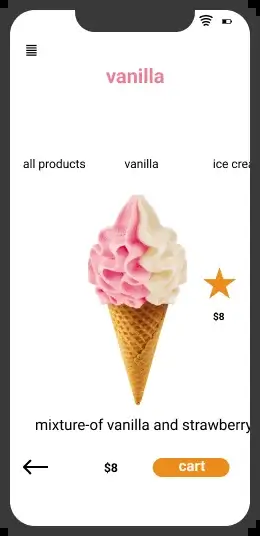 vanilla
all products vanilla ice crea
$8
mixture-of vanilla and strawberry
$8 cart